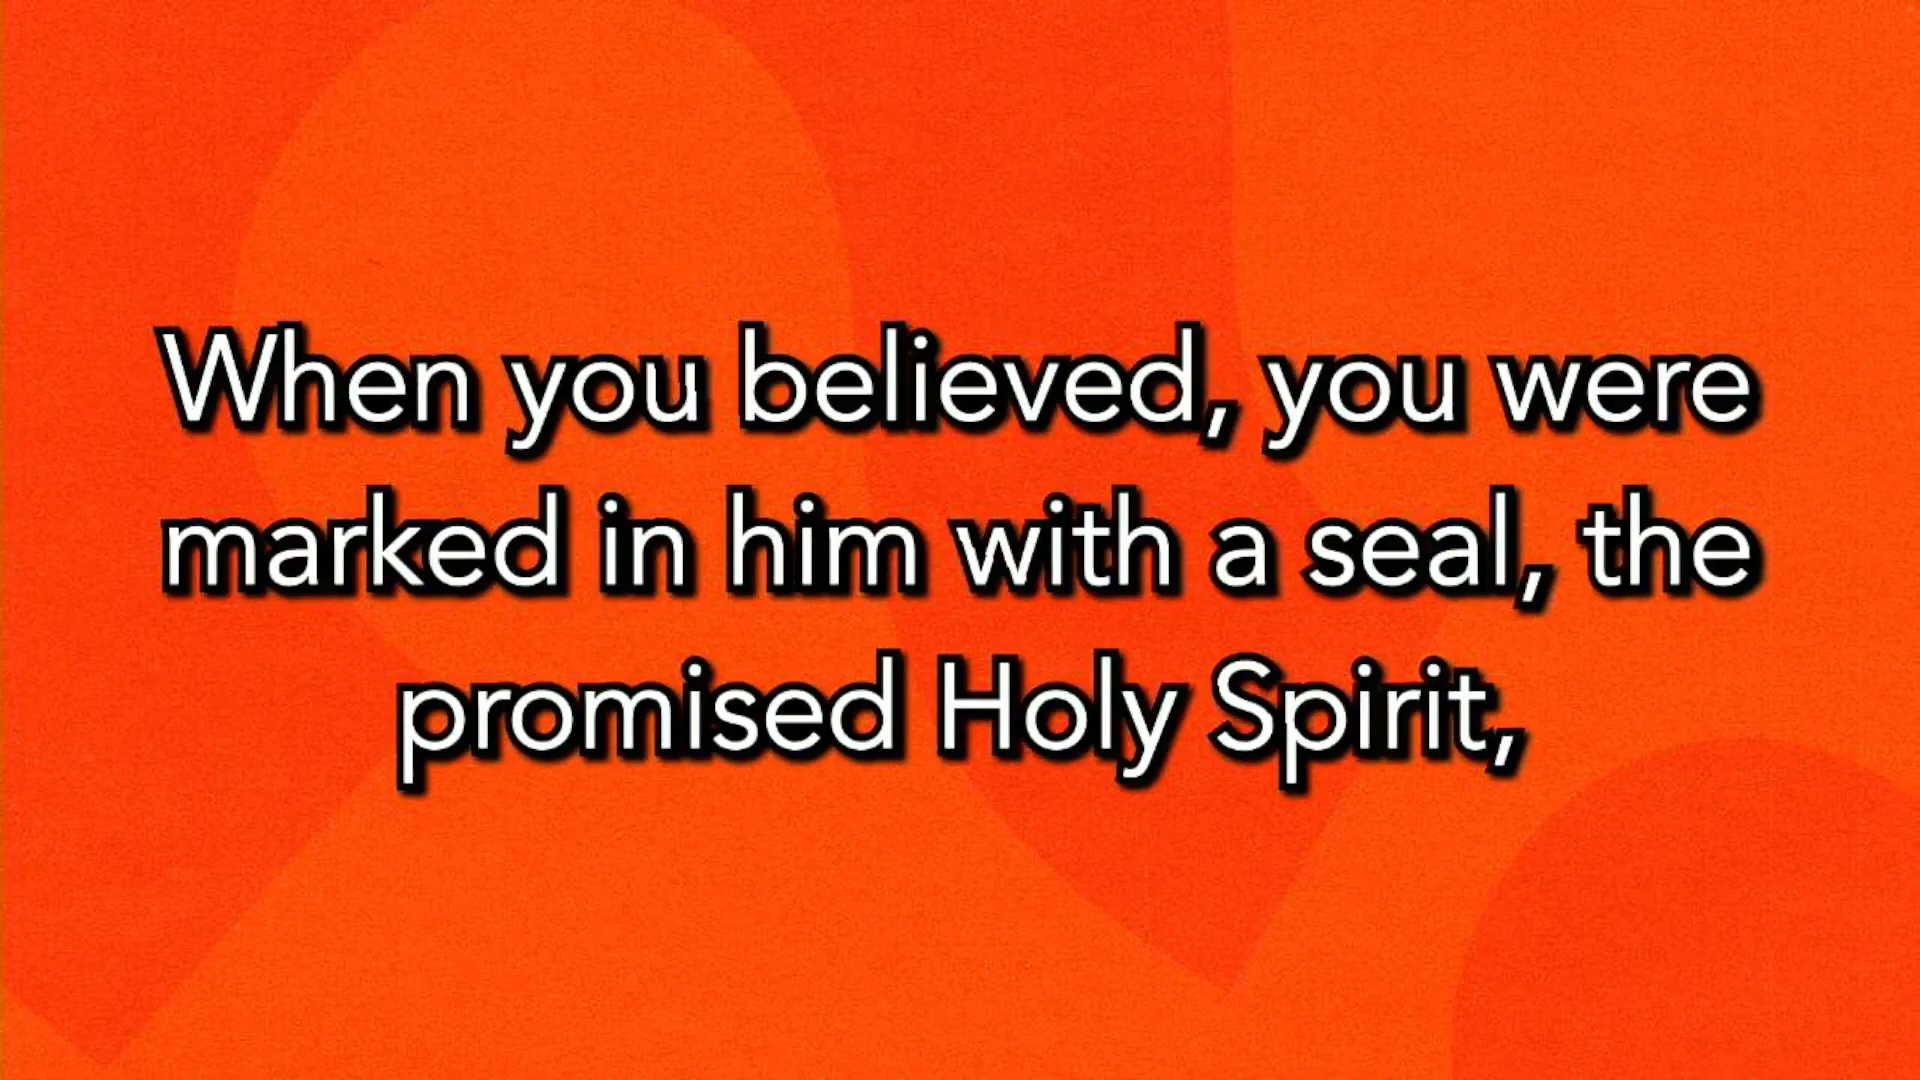 When you believed, you were
marked in him with a seal, the
promised Holy Spirit,